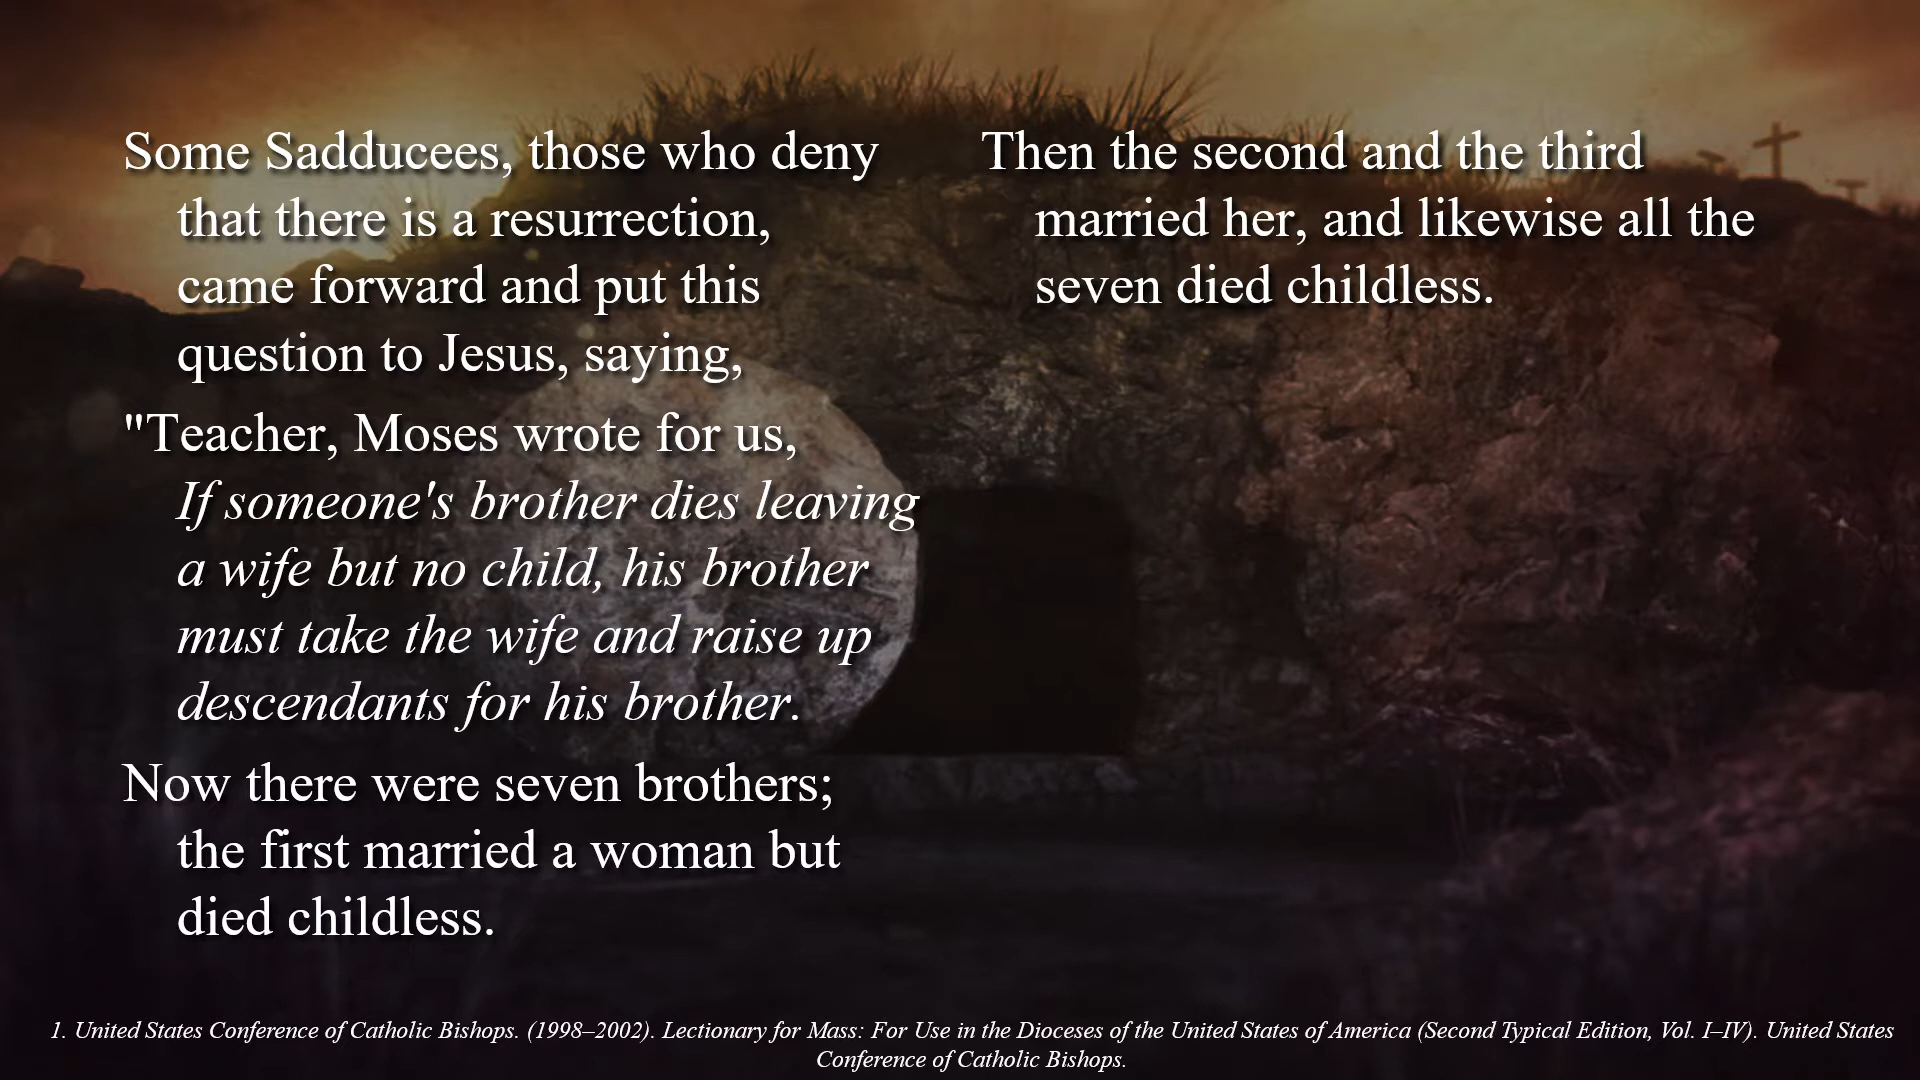 Some Sadducees, those who deny
that there is a resurrection,
came forward and put this
question to Jesus, saying,
"Teacher, Moses wrote for us,
If someone's brother dies leaving
a wife but no child, his brother
must take the wife and raise up
descendants for his brother.
Now there were seven brothers;
the first married a woman but
died childless.
Then the second and the third
married her, and likewise all the
seven died childless.
1. United States Conference of Catholic Bishops. (1998–2002). Lectionary for Mass: For Use in the Dioceses of the United States of America (Second Typical Edition, Vol. I–IV). United States
Conference of Catholic Bishops.